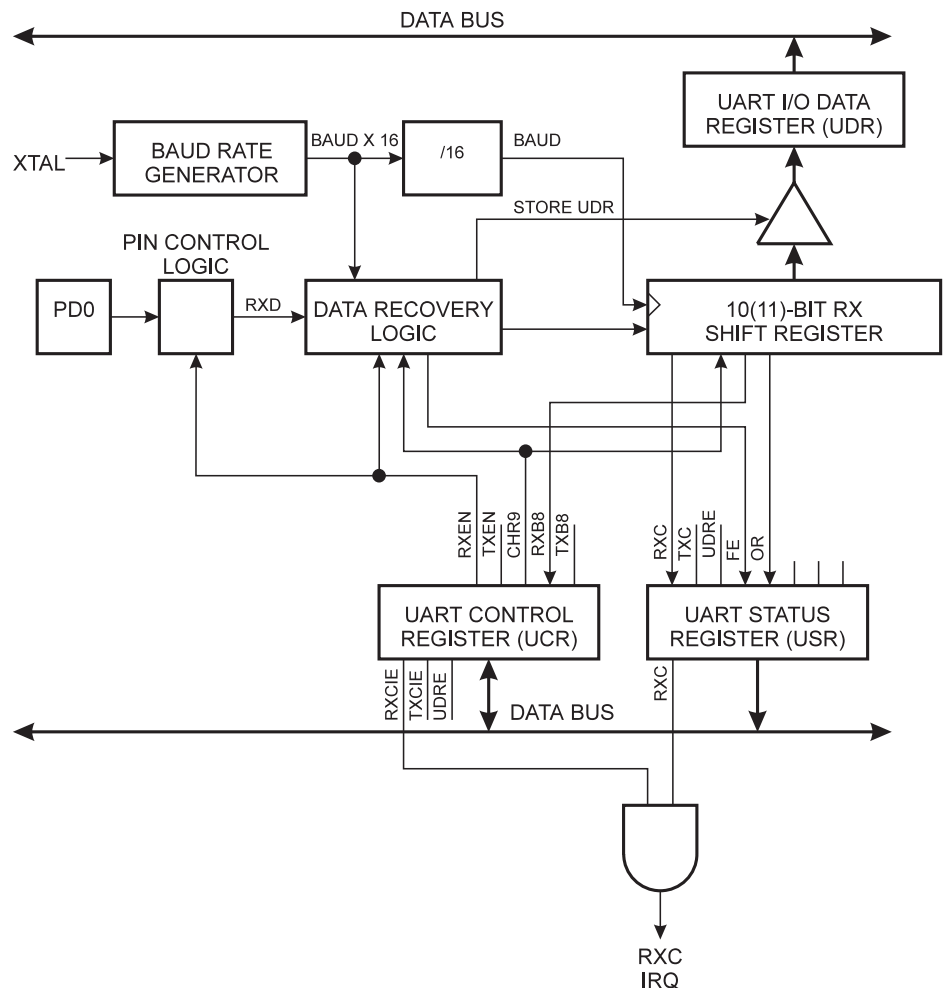 DATA BUS
UART I/O DATA
REGISTER (UDR)
XTAL
BAUD RATE
GENERATOR
BAUD X 16
/16
BAUD
STORE UDR
PIN CONTROL
LOGIC
PD0
RXD
DATA RECOVERY
LOGIC
10(11)-BIT RX
SHIFT REGISTER
RXEN
TXEN
CHR9
RXB8
TXB8
RXC
TXC
UDRE
FE
OR
UART CONTROL
REGISTER (UCR)
UART STATUS
REGISTER (USR)
RXCIE
TXCIE
UDRE
RXC
DATA BUS
RXC
IRQ